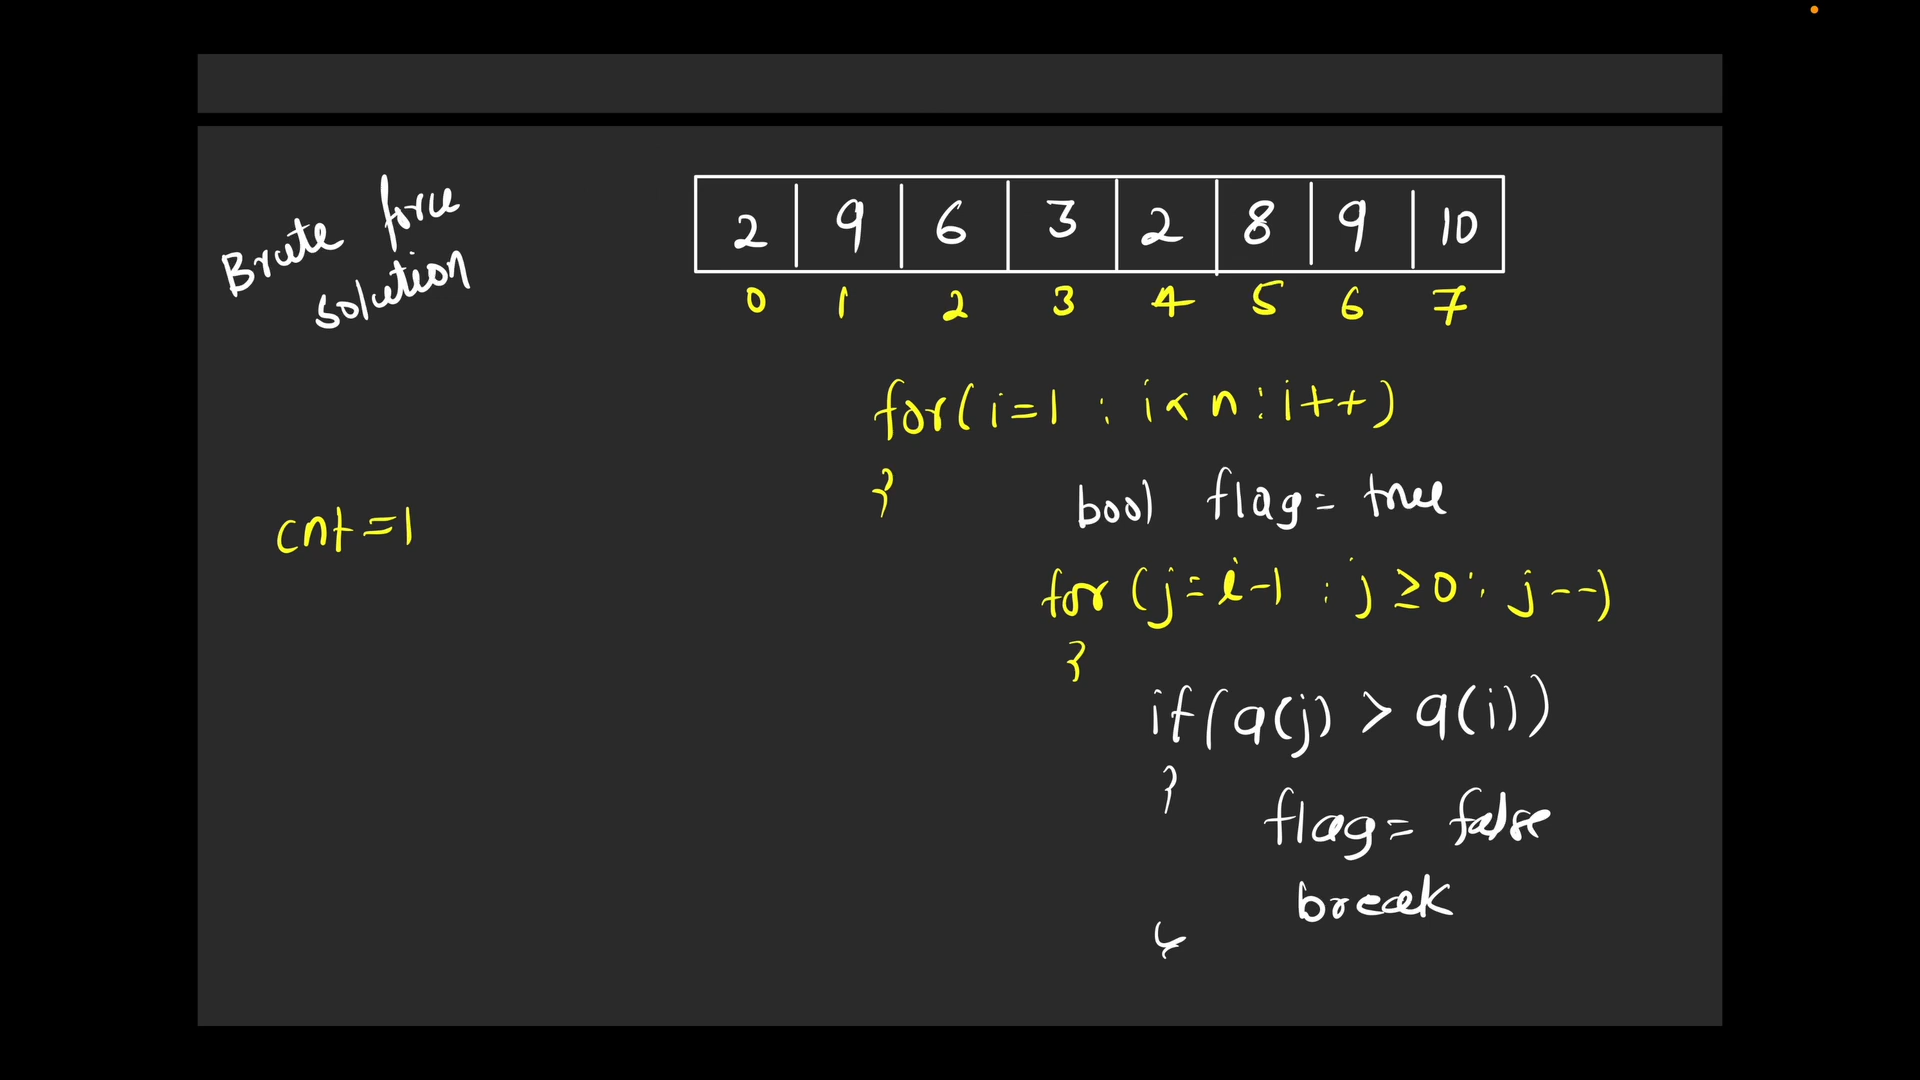 Brute force
solution
2 9 6 3 2 8 9 10
0 1 2 3 4 5 6 7
for(i=1 ; i<n ; i++)
{
bool flag = true
cnt=1
for (j=i-1 ; j≥0 ; j--)
{
if(a(j) > a(i))
{
flag = false
break
}